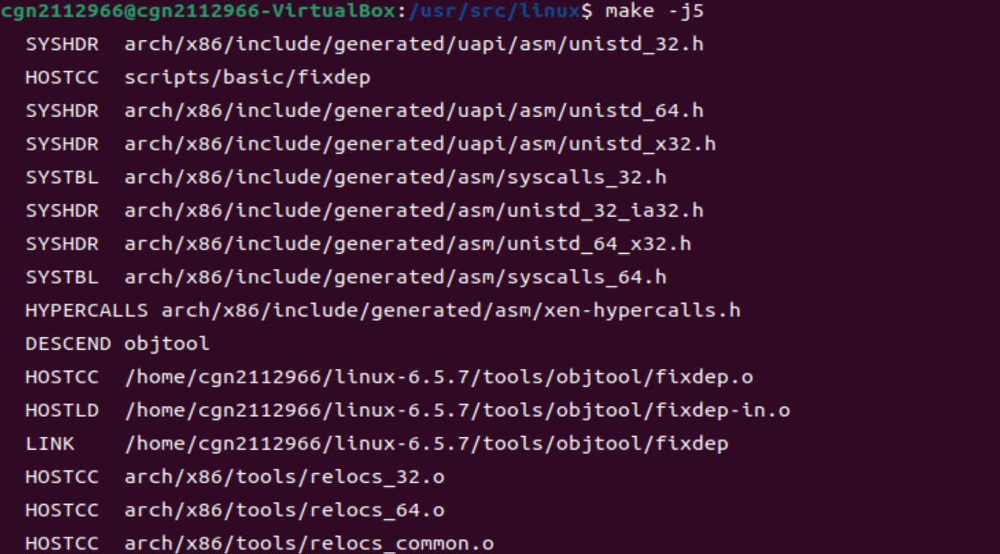 cgn2112966@cgn2112966-VirtualBox:/usr/src/linux$ make -j5
SYSHDR  arch/x86/include/generated/uapi/asm/unistd_32.h
HOSTCC  scripts/basic/fixdep
SYSHDR  arch/x86/include/generated/uapi/asm/unistd_64.h
SYSHDR  arch/x86/include/generated/uapi/asm/unistd_x32.h
SYSTBL  arch/x86/include/generated/asm/syscalls_32.h
SYSHDR  arch/x86/include/generated/asm/unistd_32_ia32.h
SYSHDR  arch/x86/include/generated/asm/unistd_64_x32.h
SYSTBL  arch/x86/include/generated/asm/syscalls_64.h
HYPERCALLS arch/x86/include/generated/asm/xen-hypercalls.h
DESCEND objtool
HOSTCC  /home/cgn2112966/linux-6.5.7/tools/objtool/fixdep.o
HOSTLD  /home/cgn2112966/linux-6.5.7/tools/objtool/fixdep-in.o
LINK    /home/cgn2112966/linux-6.5.7/tools/objtool/fixdep
HOSTCC  arch/x86/tools/relocs_32.o
HOSTCC  arch/x86/tools/relocs_64.o
HOSTCC  arch/x86/tools/relocs_common.o